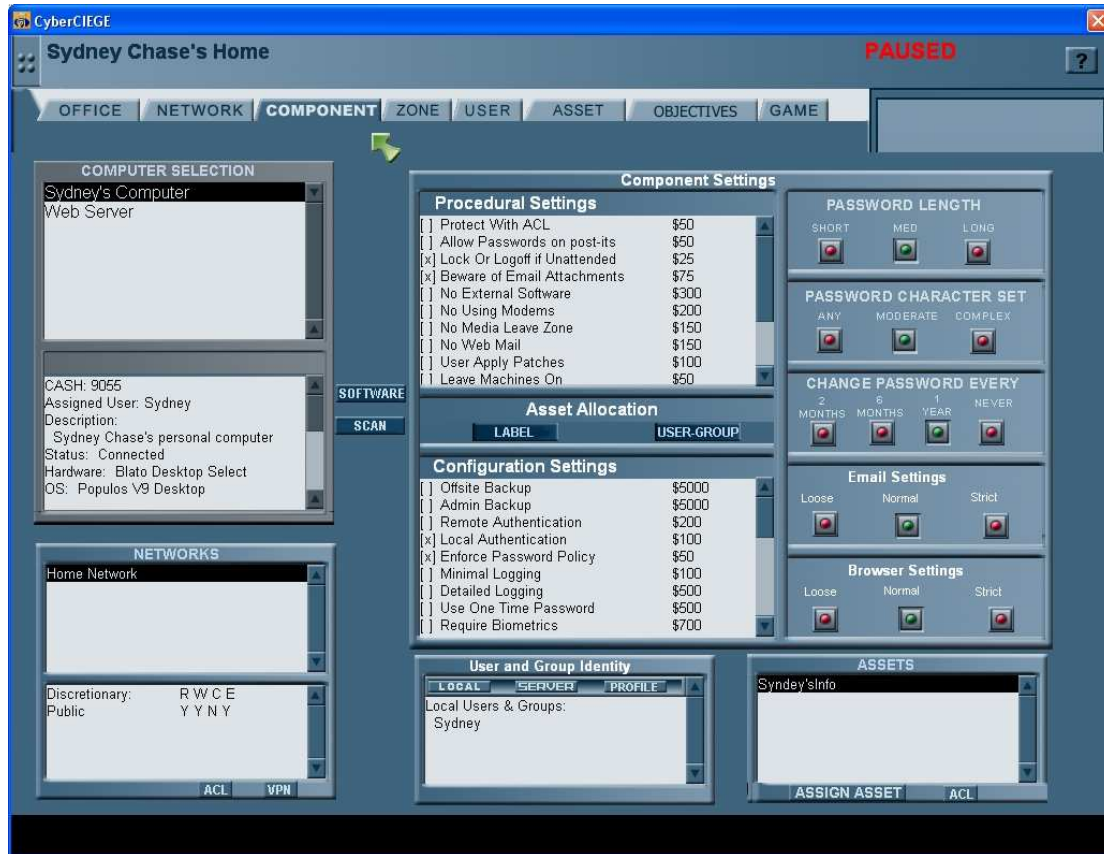 CyberCIEGE
Sydney Chase's Home
PAUSED
?
OFFICE NETWORK COMPONENT ZONE USER ASSET OBJECTIVES GAME
COMPUTER SELECTION
Sydney's Computer
Web Server
CASH: 9055
Assigned User: Sydney
Description:
Sydney Chase's personal computer
Status: Connected
Hardware: Blato Desktop Select
OS: Populos V9 Desktop
SOFTWARE
SCAN
NETWORKS
Home Network
Discretionary: R W C E
Public Y Y N Y
ACL VPN
Component Settings
Procedural Settings
[ ] Protect With ACL $50
[ ] Allow Passwords on post-its $50
[x] Lock Or Logoff if Unattended $25
[x] Beware of Email Attachments $75
[ ] No External Software $300
[ ] No Using Modems $200
[ ] No Media Leave Zone $150
[ ] No Web Mail $150
[ ] User Apply Patches $100
[ ] Leave Machines On $50
Asset Allocation
LABEL USER-GROUP
Configuration Settings
[ ] Offsite Backup $5000
[ ] Admin Backup $5000
[ ] Remote Authentication $200
[x] Local Authentication $100
[x] Enforce Password Policy $50
[ ] Minimal Logging $100
[ ] Detailed Logging $500
[ ] Use One Time Password $500
[ ] Require Biometrics $700
PASSWORD LENGTH
SHORT MED LONG
PASSWORD CHARACTER SET
ANY MODERATE COMPLEX
CHANGE PASSWORD EVERY
2 MONTHS 6 MONTHS 1 YEAR NEVER
Email Settings
Loose Normal Strict
Browser Settings
Loose Normal Strict
User and Group Identity
LOCAL SERVER PROFILE
Local Users & Groups:
Sydney
ASSETS
Syndey'sInfo
ASSIGN ASSET ACL